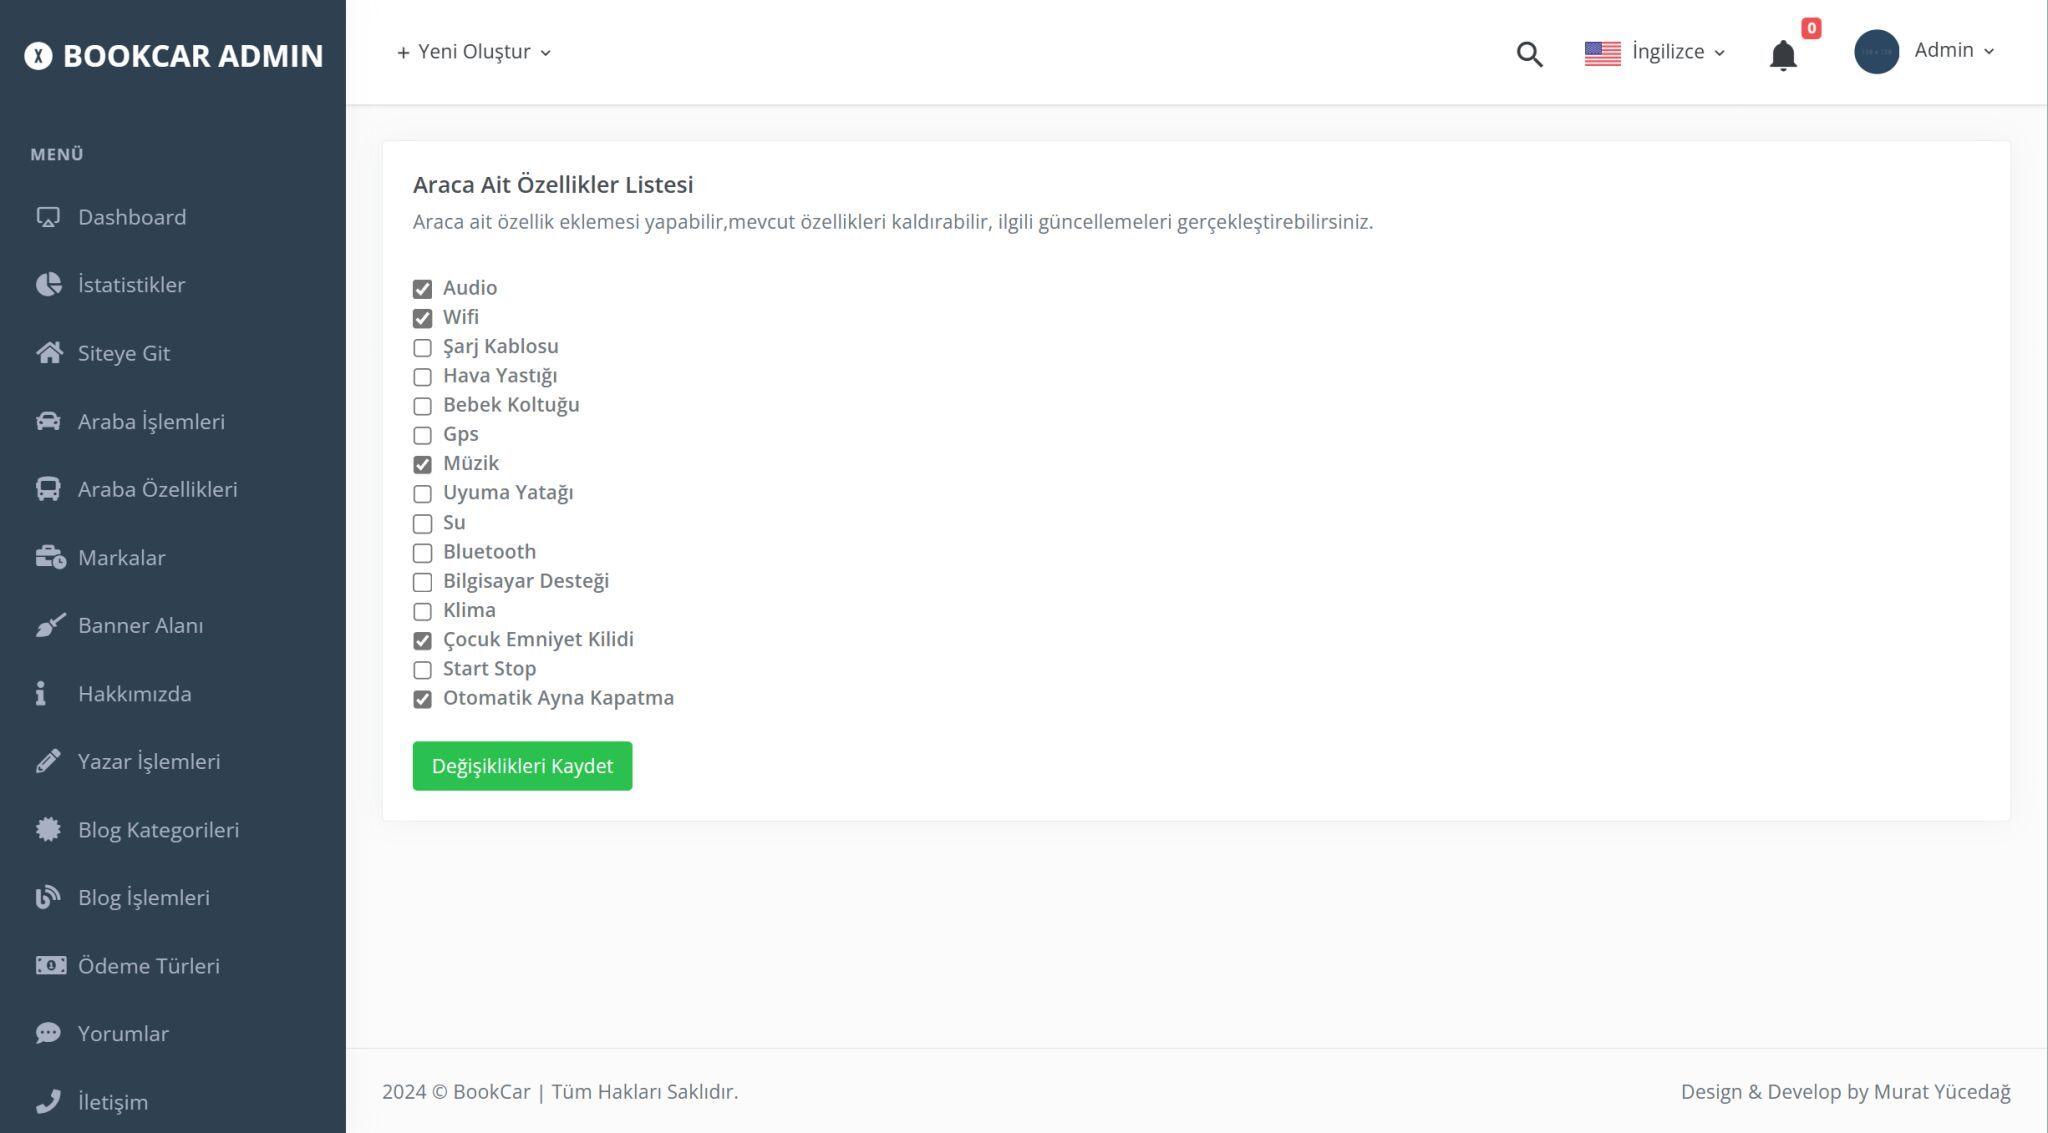 BOOKCAR ADMIN
MENÜ
Dashboard
İstatistikler
Siteye Git
Araba İşlemleri
Araba Özellikleri
Markalar
Banner Alanı
Hakkımızda
Yazar İşlemleri
Blog Kategorileri
Blog İşlemleri
Ödeme Türleri
Yorumlar
İletişim
+ Yeni Oluştur
İngilizce
0
Admin
Araca Ait Özellikler Listesi
Araca ait özellik eklemesi yapabilir,mevcut özellikleri kaldırabilir, ilgili güncellemeleri gerçekleştirebilirsiniz.
Audio
Wifi
Şarj Kablosu
Hava Yastığı
Bebek Koltuğu
Gps
Müzik
Uyuma Yatağı
Su
Bluetooth
Bilgisayar Desteği
Klima
Çocuk Emniyet Kilidi
Start Stop
Otomatik Ayna Kapatma
Değişiklikleri Kaydet
2024 © BookCar | Tüm Hakları Saklıdır.
Design & Develop by Murat Yücedağ